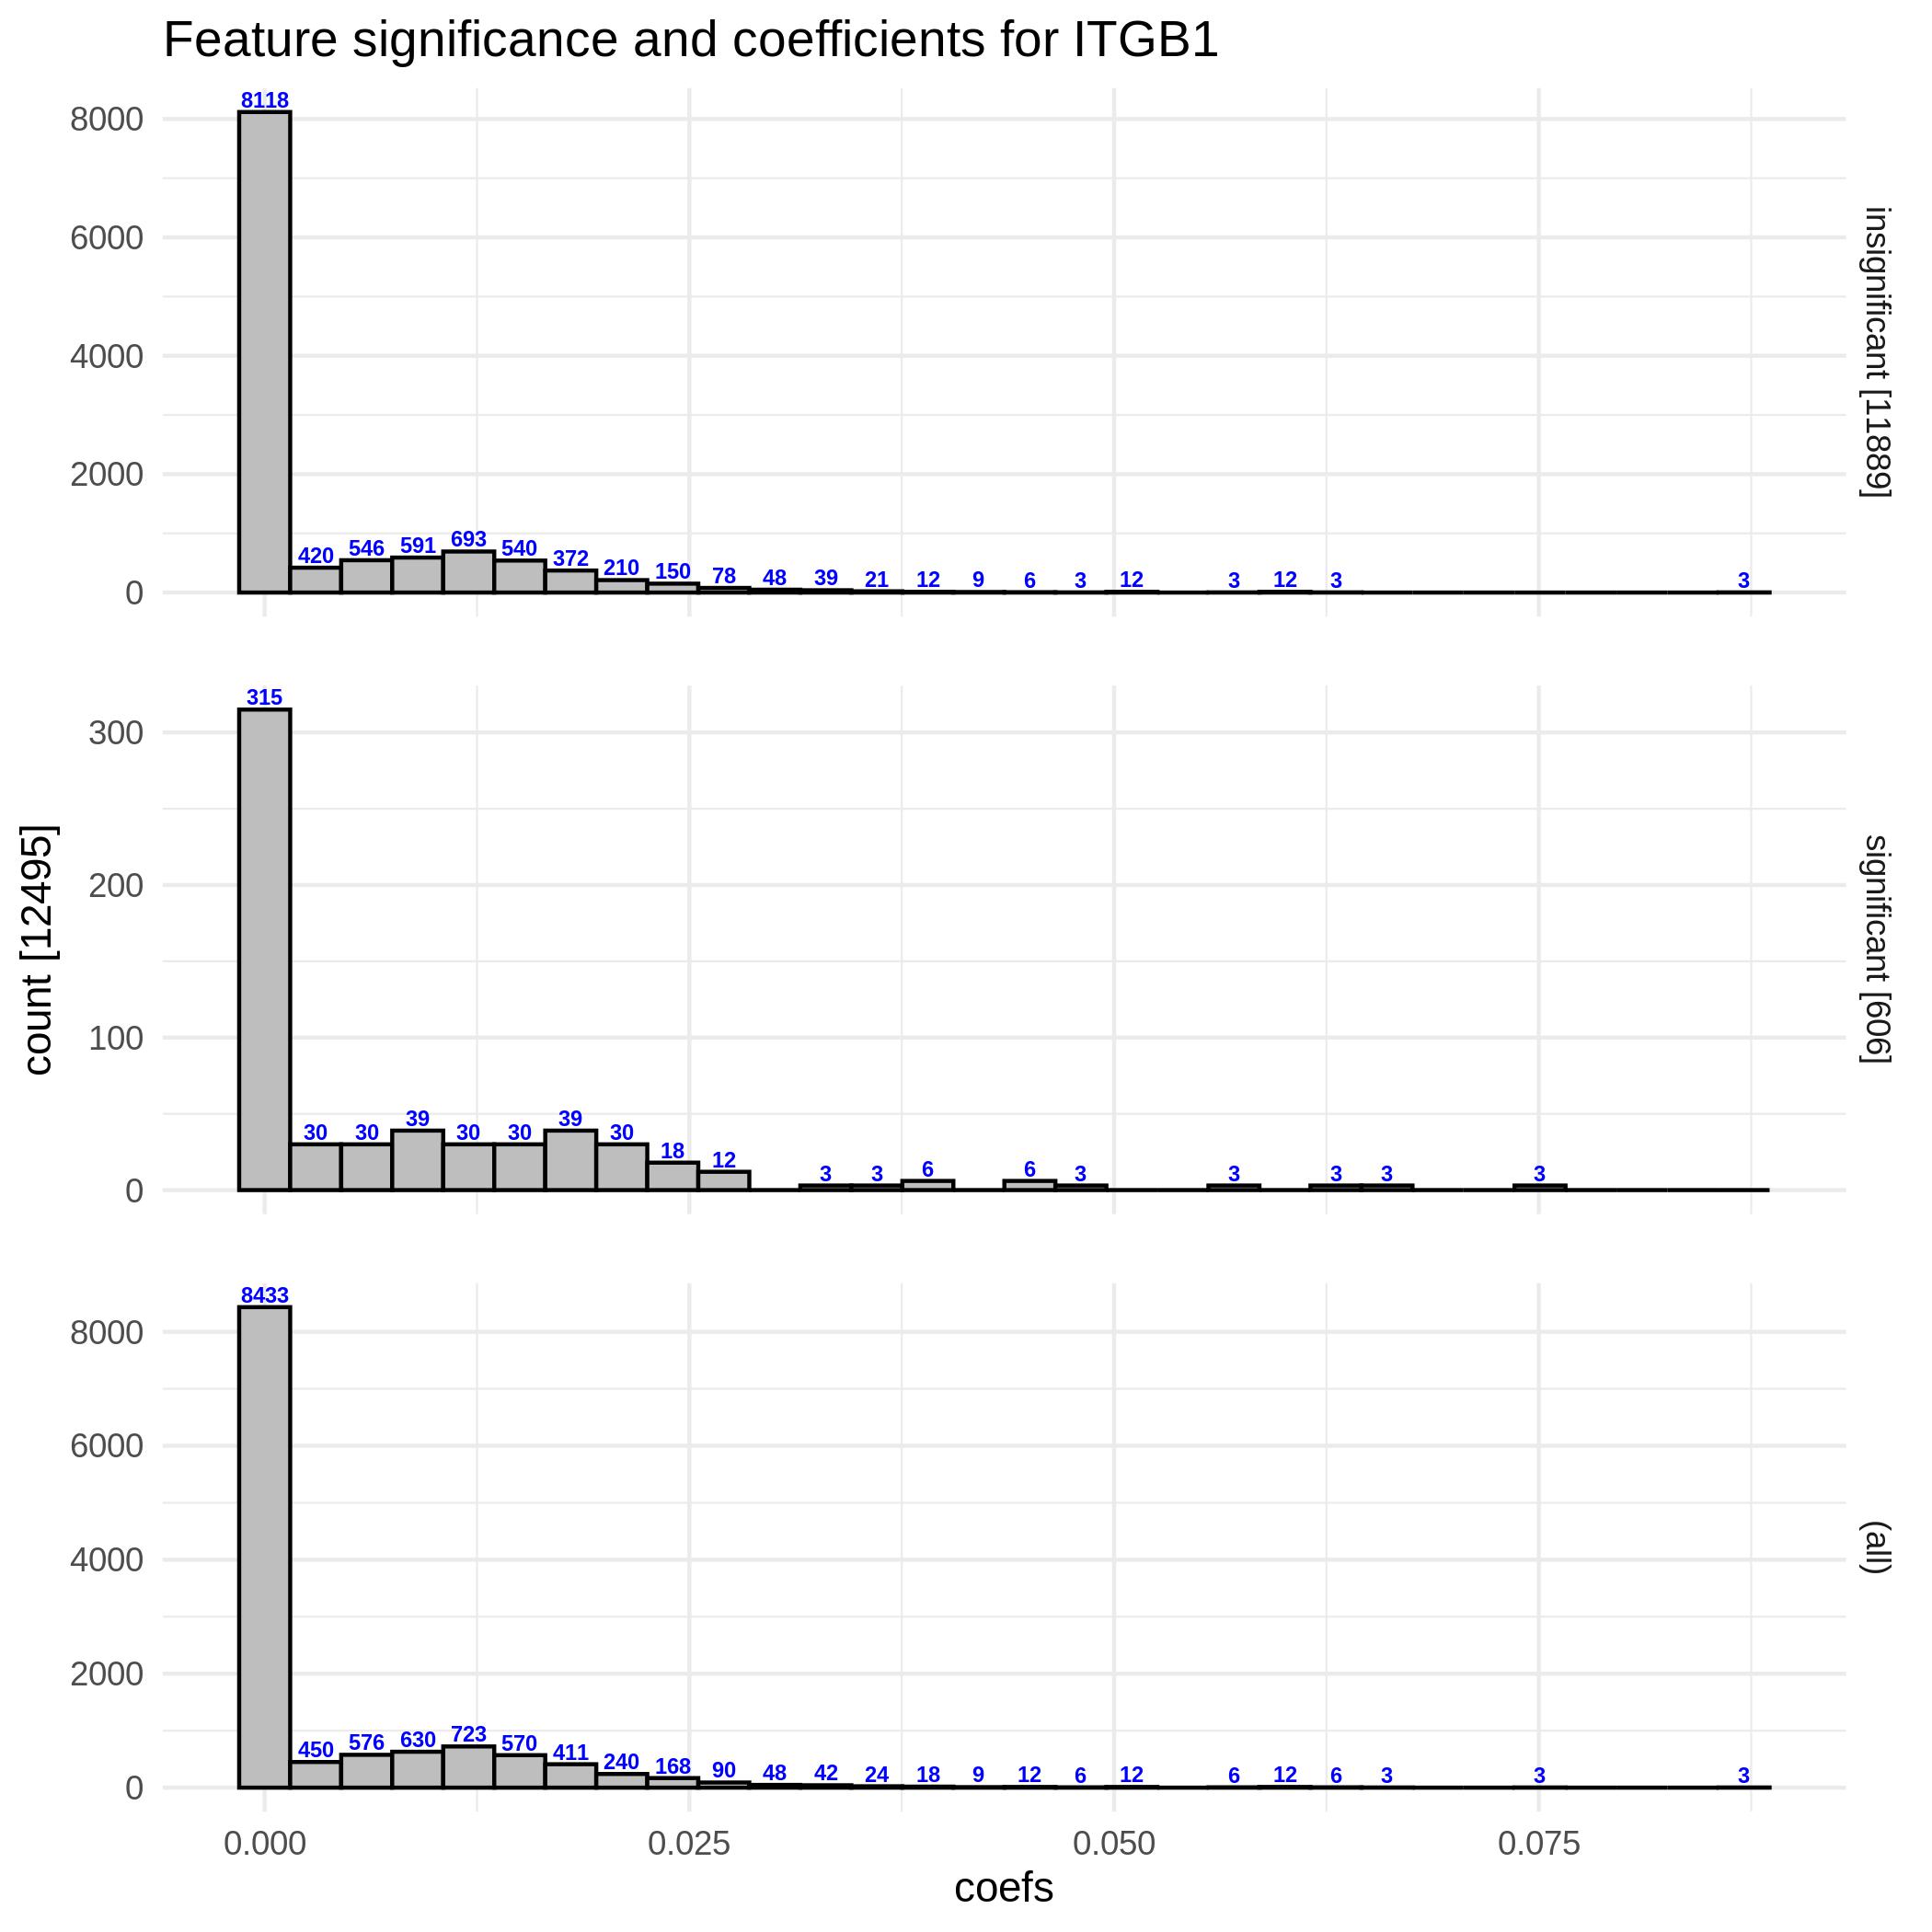 Feature significance and coefficients for ITGB1
8118
8000
6000
4000
2000
0
420 546 591 693 540 372 210 150 78 48 39 21 12 9 6 3 12 3 12 3 3
insignificant [11889]
315
300
200
100
0
30 30 39 30 30 39 30 18 12 3 3 6 6 3 3 3 3 3
significant [606]
count [12495]
8433
8000
6000
4000
2000
0
450 576 630 723 570 411 240 168 90 48 42 24 18 9 12 6 12 6 12 6 3 3 3
(all)
0.000 0.025 0.050 0.075
coefs